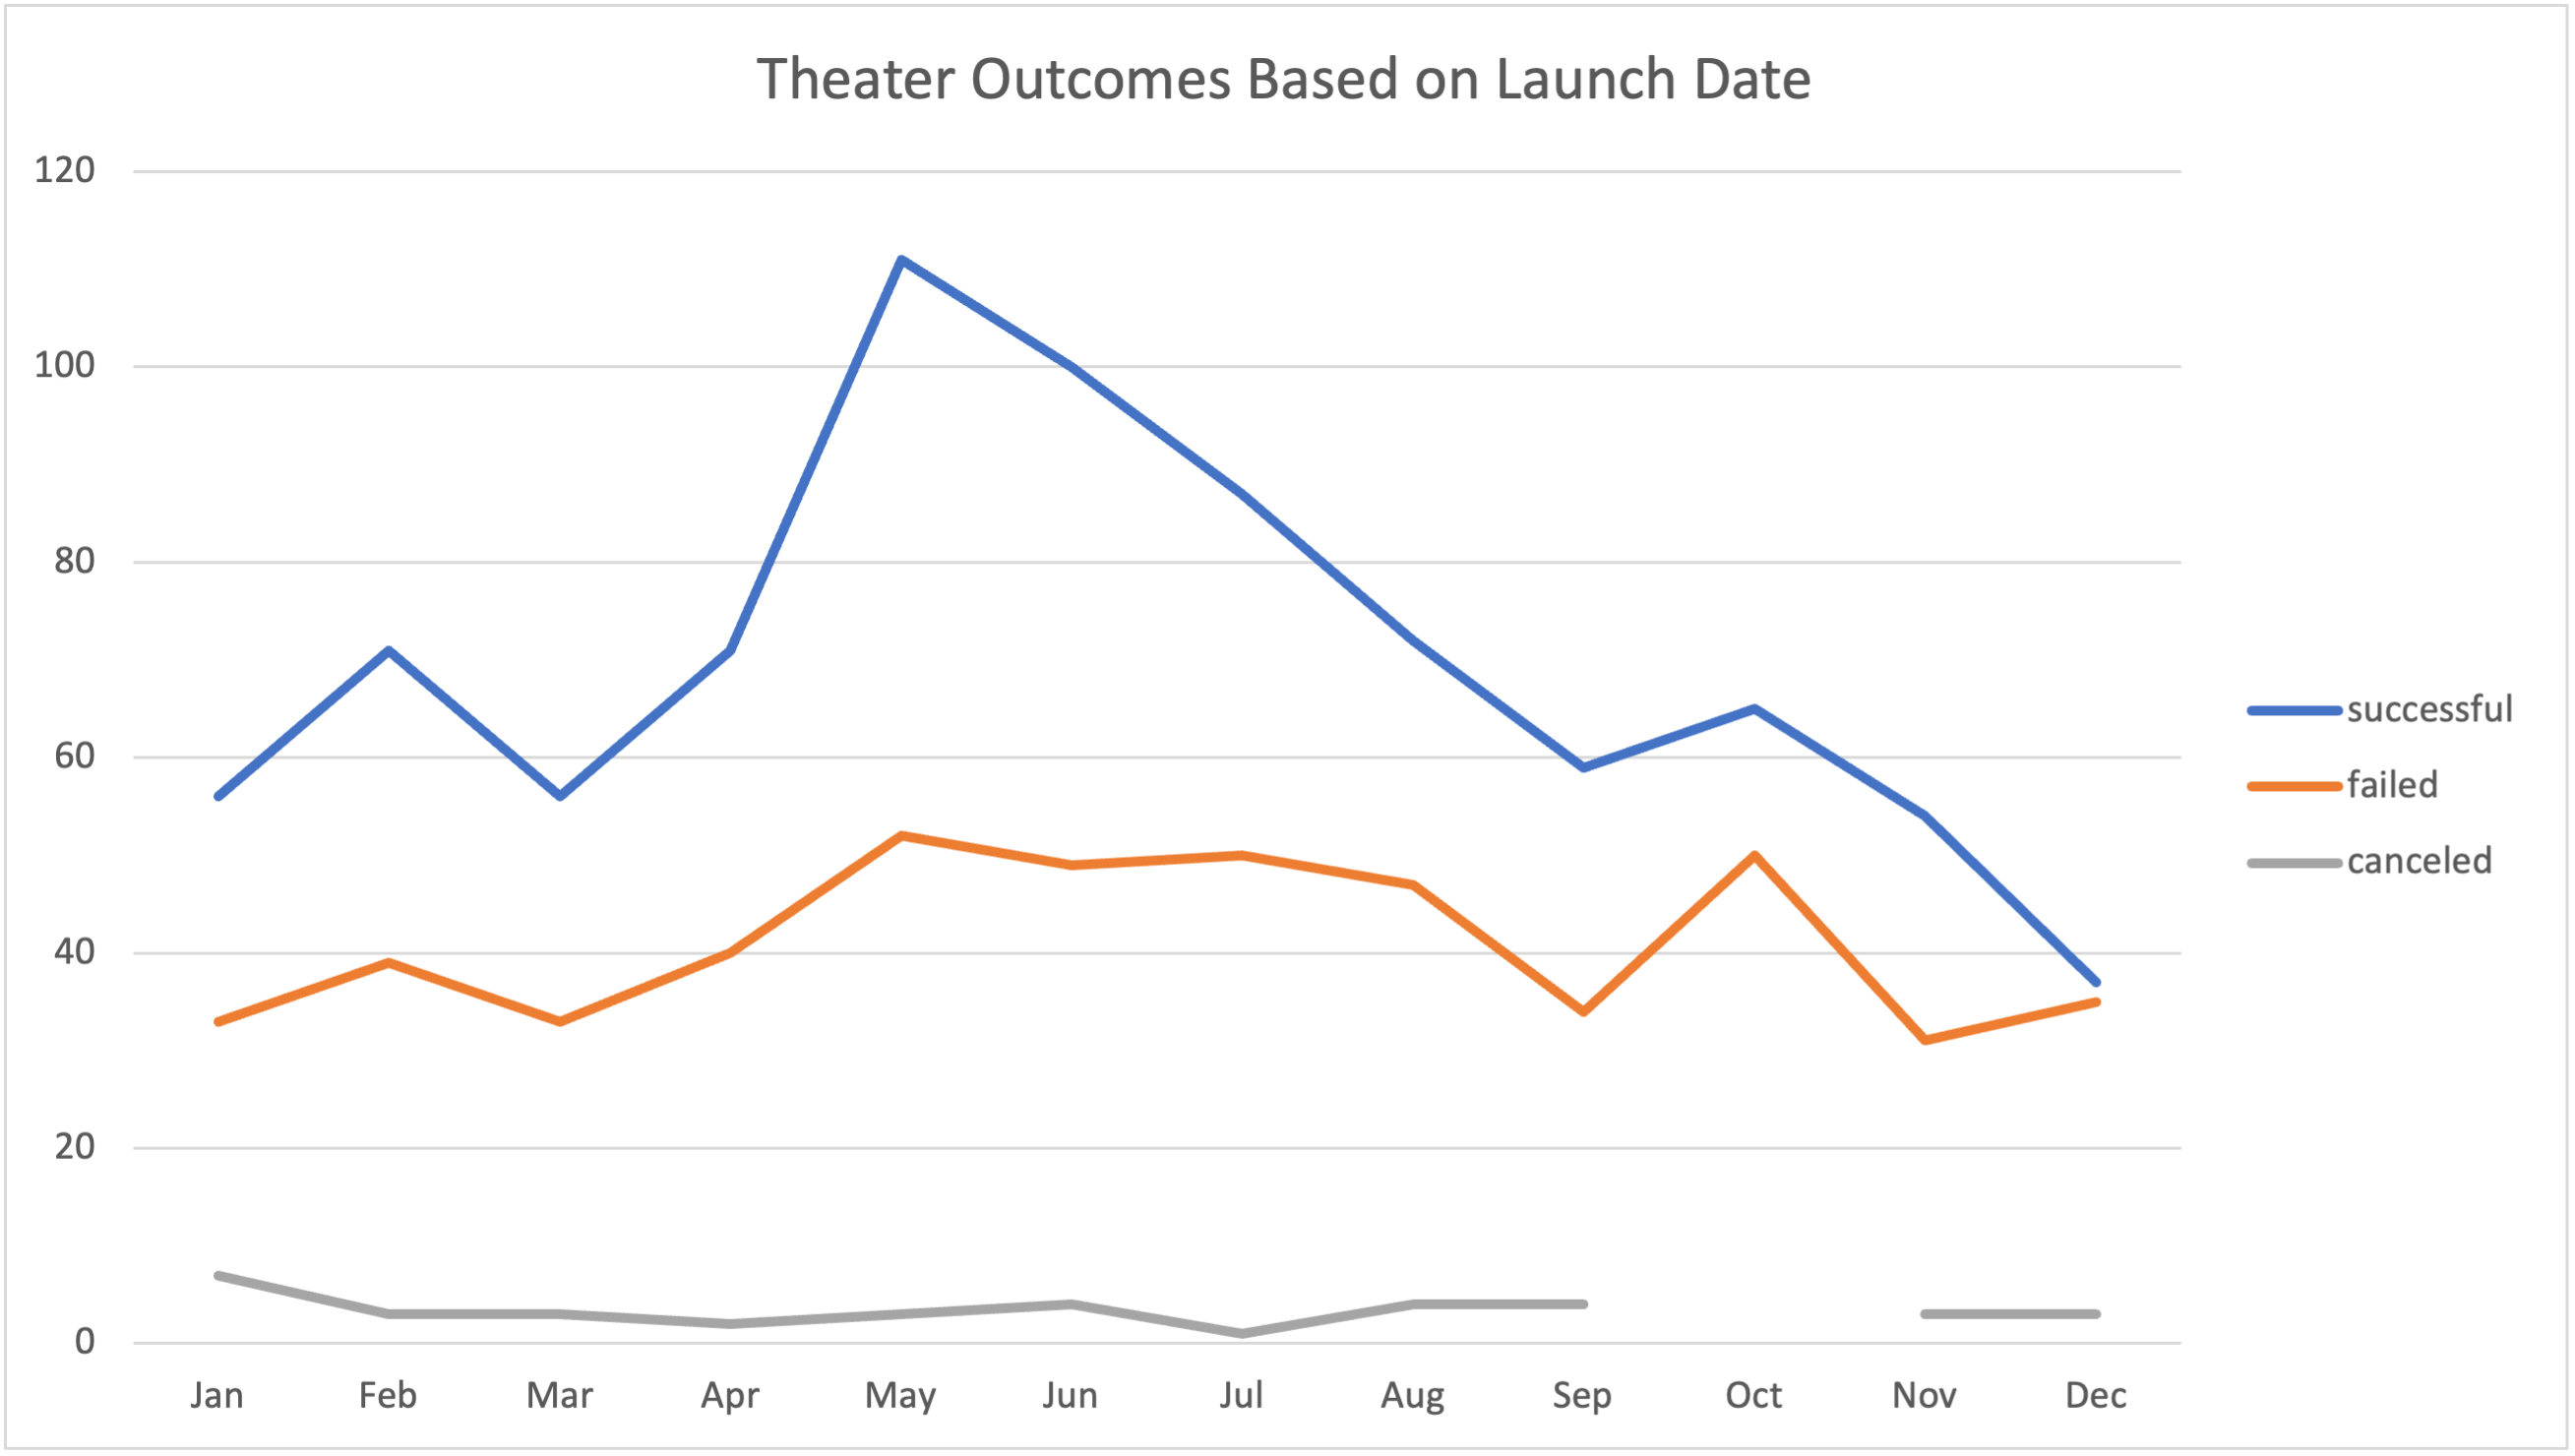 Theater Outcomes Based on Launch Date
120
100
80
60
40
20
0
Jan Feb Mar Apr May Jun Jul Aug Sep Oct Nov Dec
successful
failed
canceled